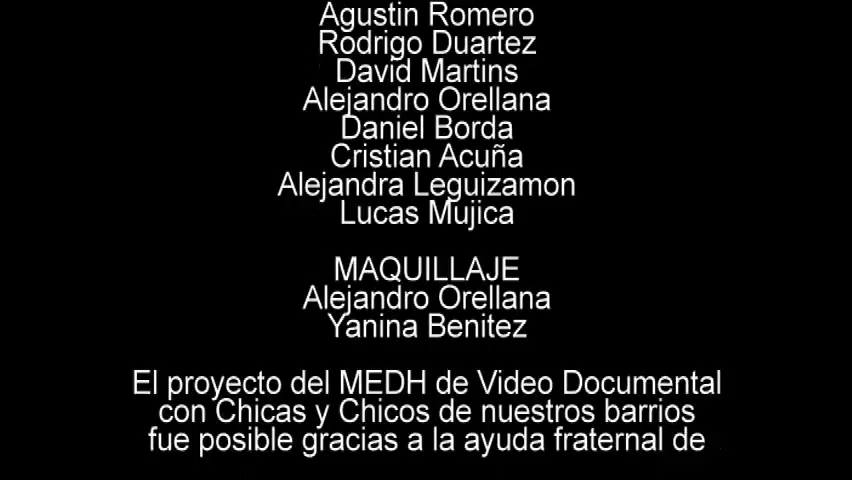 Agustin Romero
Rodrigo Duartez
David Martins
Alejandro Orellana
Daniel Borda
Cristian Acuña
Alejandra Leguizamon
Lucas Mujica
MAQUILLAJE
Alejandro Orellana
Yanina Benitez
El proyecto del MEDH de Video Documental
con Chicas y Chicos de nuestros barrios
fue posible gracias a la ayuda fraternal de